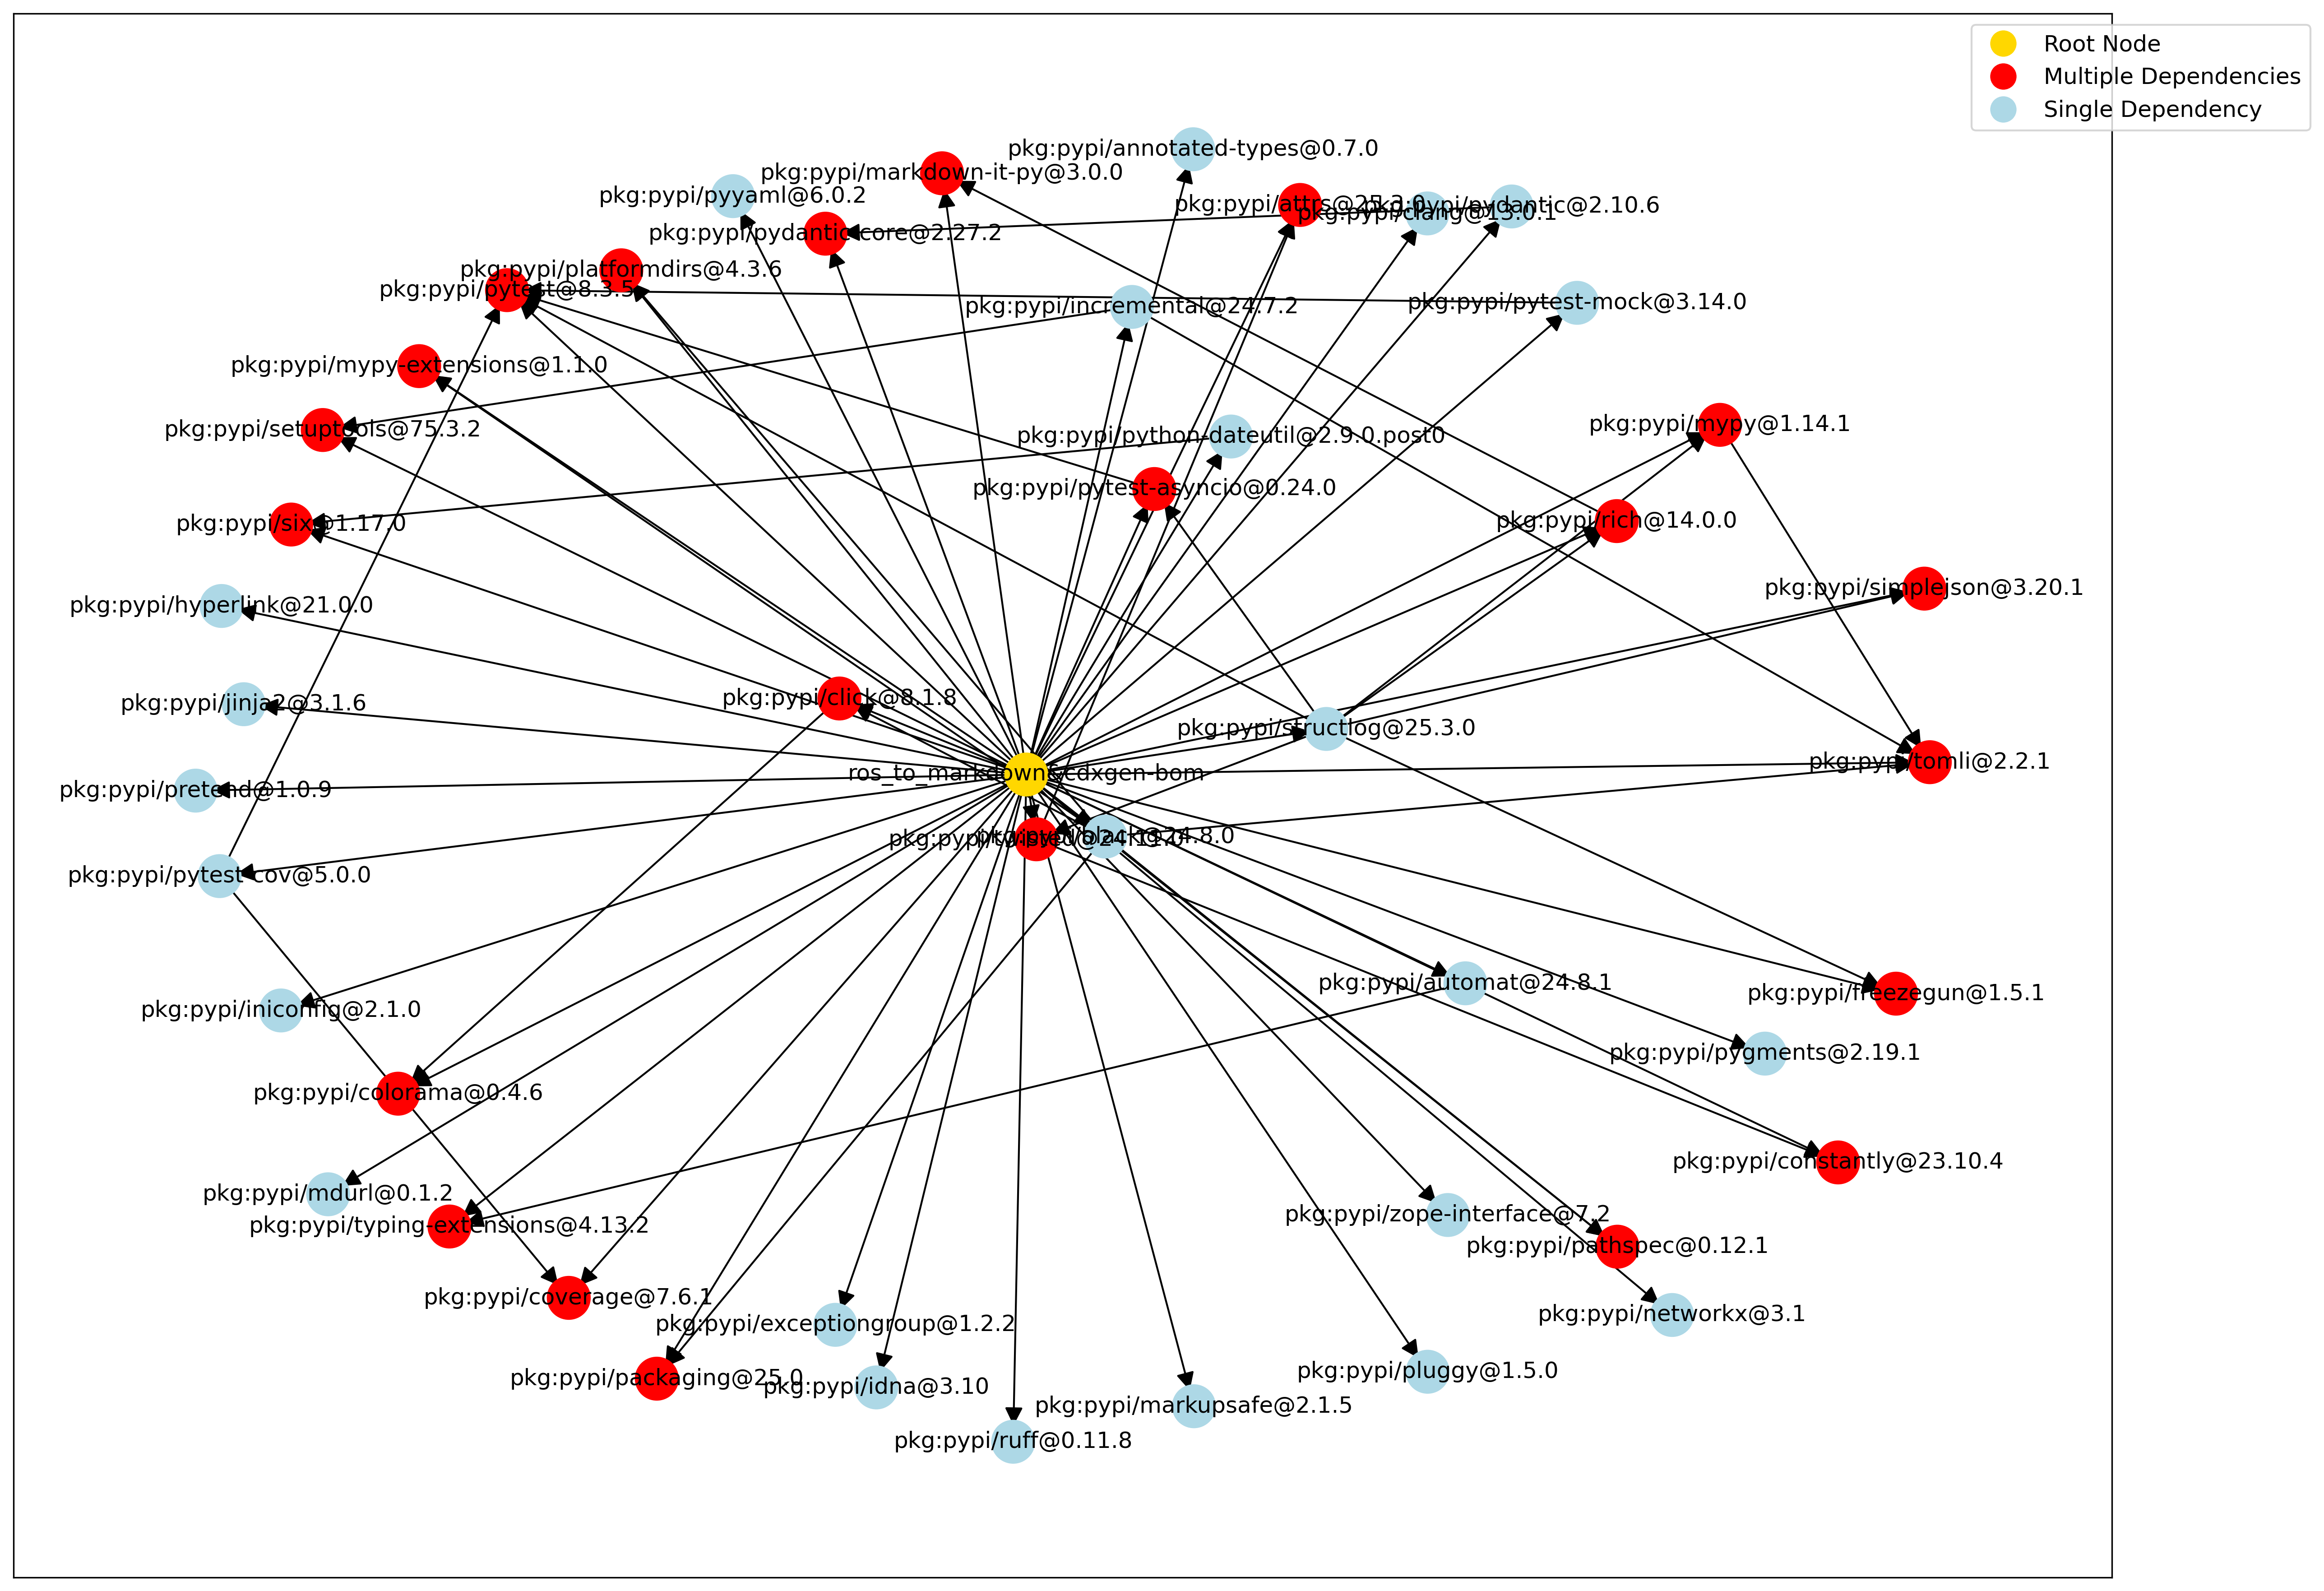 Root Node
Multiple Dependencies
Single Dependency
pkg:pypi/annotated-types@0.7.0
pkg:pypi/markdown-it-py@3.0.0
pkg:pypi/pyyaml@6.0.2
pkg:pypi/attrs@25.3.0
pkg:pypi/pydantic@2.10.6
pkg:pypi/clang@13.0.1
pkg:pypi/pydantic-core@2.27.2
pkg:pypi/platformdirs@4.3.6
pkg:pypi/pytest@8.3.5
pkg:pypi/incremental@24.7.2
pkg:pypi/pytest-mock@3.14.0
pkg:pypi/mypy-extensions@1.1.0
pkg:pypi/mypy@1.14.1
pkg:pypi/setuptools@75.3.2
pkg:pypi/python-dateutil@2.9.0.post0
pkg:pypi/pytest-asyncio@0.24.0
pkg:pypi/six@1.17.0
pkg:pypi/rich@14.0.0
pkg:pypi/simplejson@3.20.1
pkg:pypi/hyperlink@21.0.0
pkg:pypi/click@8.1.8
pkg:pypi/jinja2@3.1.6
pkg:pypi/structlog@25.3.0
pkg:pypi/tomli@2.2.1
pkg:pypi/pretend@1.0.9
pkg:pypi/black@24.8.0
pkg:pypi/pytest-cov@5.0.0
pkg:pypi/automat@24.8.1
pkg:pypi/freezegun@1.5.1
pkg:pypi/iniconfig@2.1.0
pkg:pypi/pygments@2.19.1
pkg:pypi/colorama@0.4.6
pkg:pypi/constantly@23.10.4
pkg:pypi/mdurl@0.1.2
pkg:pypi/zope-interface@7.2
pkg:pypi/typing-extensions@4.13.2
pkg:pypi/pathspec@0.12.1
pkg:pypi/coverage@7.6.1
pkg:pypi/networkx@3.1
pkg:pypi/exceptiongroup@1.2.2
pkg:pypi/pluggy@1.5.0
pkg:pypi/packaging@25.0
pkg:pypi/idna@3.10
pkg:pypi/markupsafe@2.1.5
pkg:pypi/ruff@0.11.8